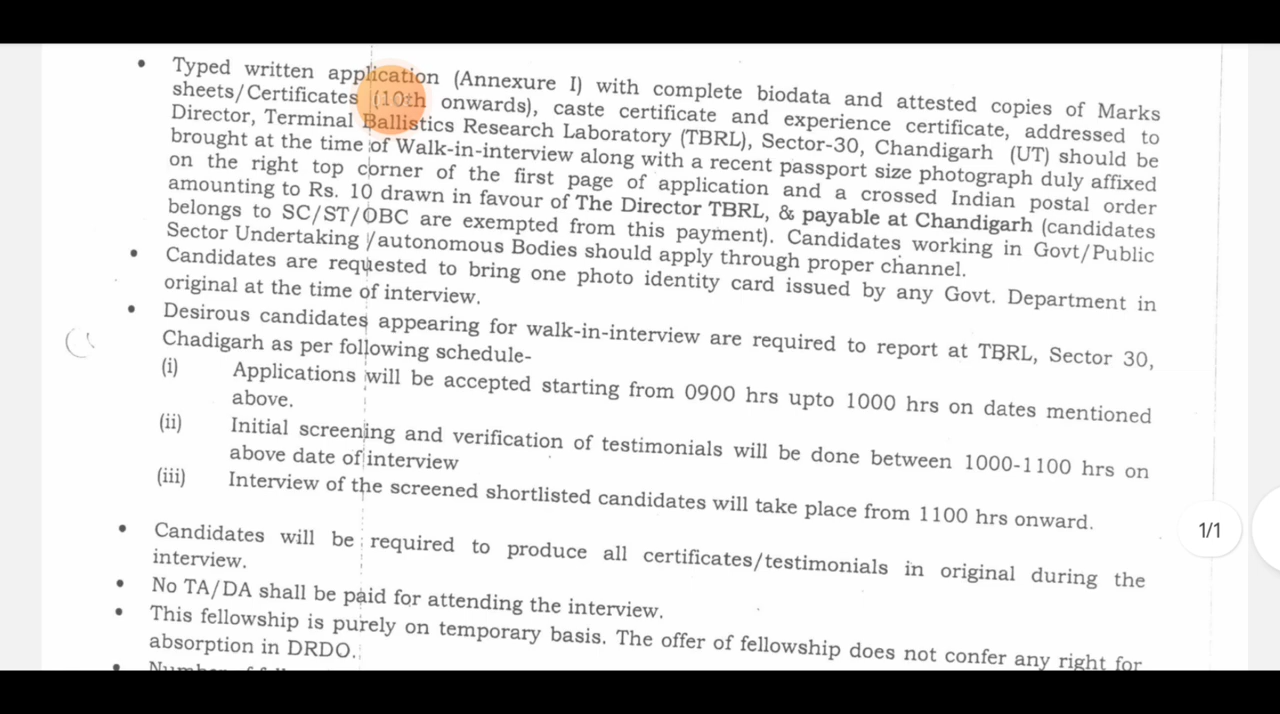 • Typed written application (Annexure I) with complete biodata and attested copies of Marks
sheets/Certificates (10th onwards), caste certificate and experience certificate, addressed to
Director, Terminal Ballistics Research Laboratory (TBRL), Sector-30, Chandigarh (UT) should be
brought at the time of Walk-in-interview along with a recent passport size photograph duly affixed
on the right top corner of the first page of application and a crossed Indian postal order
amounting to Rs. 10 drawn in favour of The Director TBRL, & payable at Chandigarh (candidates
belongs to SC/ST/OBC are exempted from this payment). Candidates working in Govt/Public
Sector Undertaking /autonomous Bodies should apply through proper channel.
• Candidates are requested to bring one photo identity card issued by any Govt. Department in
original at the time of interview.
• Desirous candidates appearing for walk-in-interview are required to report at TBRL, Sector 30,
Chadigarh as per following schedule-
(i) Applications will be accepted starting from 0900 hrs upto 1000 hrs on dates mentioned
above.
(ii) Initial screening and verification of testimonials will be done between 1000-1100 hrs on
above date of interview
(iii) Interview of the screened shortlisted candidates will take place from 1100 hrs onward.
1/1
• Candidates will be required to produce all certificates/testimonials in original during the
interview.
• No TA/DA shall be paid for attending the interview.
• This fellowship is purely on temporary basis. The offer of fellowship does not confer any right for
absorption in DRDO.